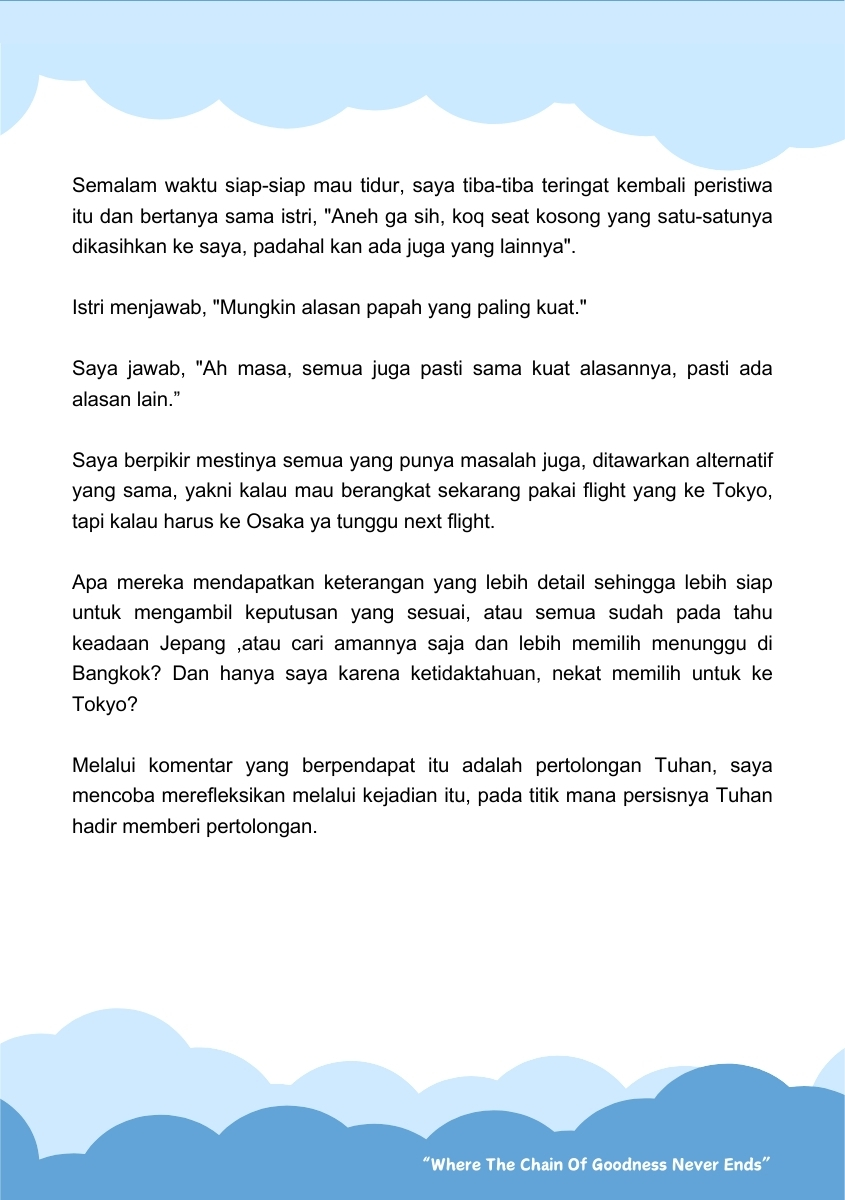 Semalam waktu siap-siap mau tidur, saya tiba-tiba teringat kembali peristiwa
itu dan bertanya sama istri, "Aneh ga sih, koq seat kosong yang satu-satunya
dikasihkan ke saya, padahal kan ada juga yang lainnya".
Istri menjawab, "Mungkin alasan papah yang paling kuat."
Saya jawab, "Ah masa, semua juga pasti sama kuat alasannya, pasti ada
alasan lain.”
Saya berpikir mestinya semua yang punya masalah juga, ditawarkan alternatif
yang sama, yakni kalau mau berangkat sekarang pakai flight yang ke Tokyo,
tapi kalau harus ke Osaka ya tunggu next flight.
Apa mereka mendapatkan keterangan yang lebih detail sehingga lebih siap
untuk mengambil keputusan yang sesuai, atau semua sudah pada tahu
keadaan Jepang ,atau cari amannya saja dan lebih memilih menunggu di
Bangkok? Dan hanya saya karena ketidaktahuan, nekat memilih untuk ke
Tokyo?
Melalui komentar yang berpendapat itu adalah pertolongan Tuhan, saya
mencoba merefleksikan melalui kejadian itu, pada titik mana persisnya Tuhan
hadir memberi pertolongan.
“Where The Chain Of Goodness Never Ends”